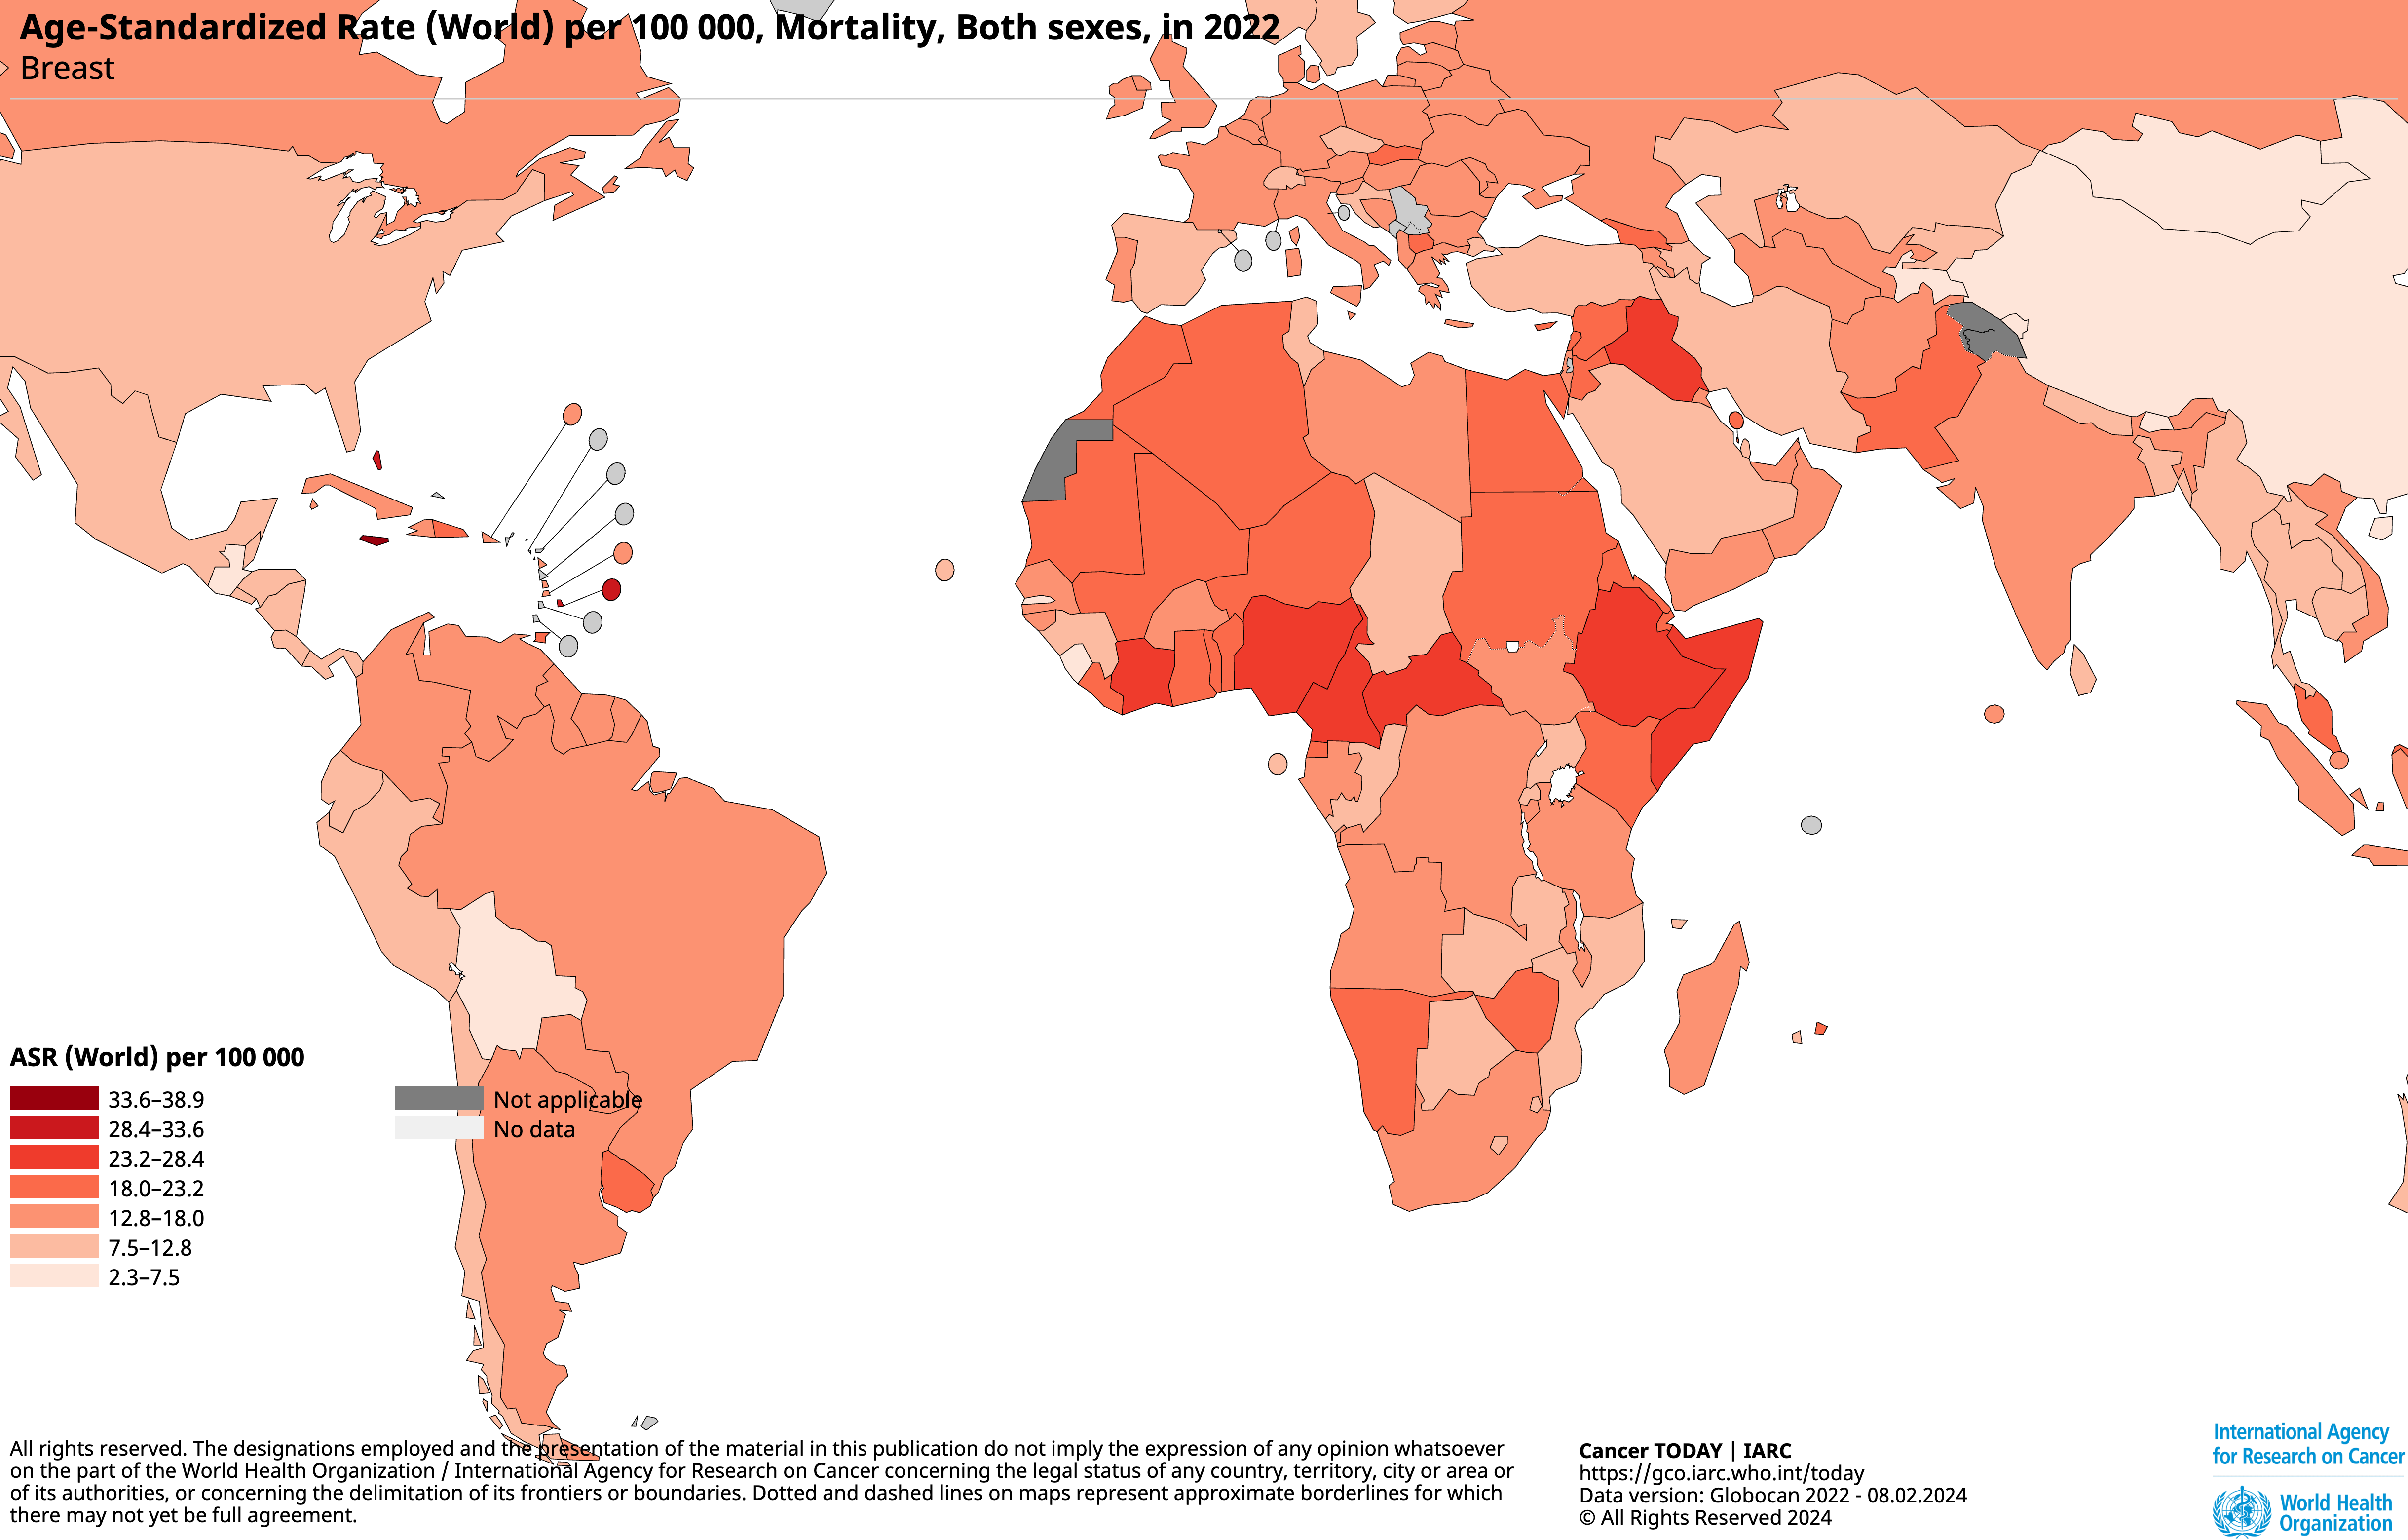 Age-Standardized Rate (World) per 100 000, Mortality, Both sexes, in 2022
Breast
ASR (World) per 100 000
33.6–38.9
28.4–33.6
23.2–28.4
18.0–23.2
12.8–18.0
7.5–12.8
2.3–7.5
Not applicable
No data
All rights reserved. The designations employed and the presentation of the material in this publication do not imply the expression of any opinion whatsoever
on the part of the World Health Organization / International Agency for Research on Cancer concerning the legal status of any country, territory, city or area or
of its authorities, or concerning the delimitation of its frontiers or boundaries. Dotted and dashed lines on maps represent approximate borderlines for which
there may not yet be full agreement.
Cancer TODAY | IARC
https://gco.iarc.who.int/today
Data version: Globocan 2022 - 08.02.2024
© All Rights Reserved 2024
International Agency
for Research on Cancer
World Health
Organization